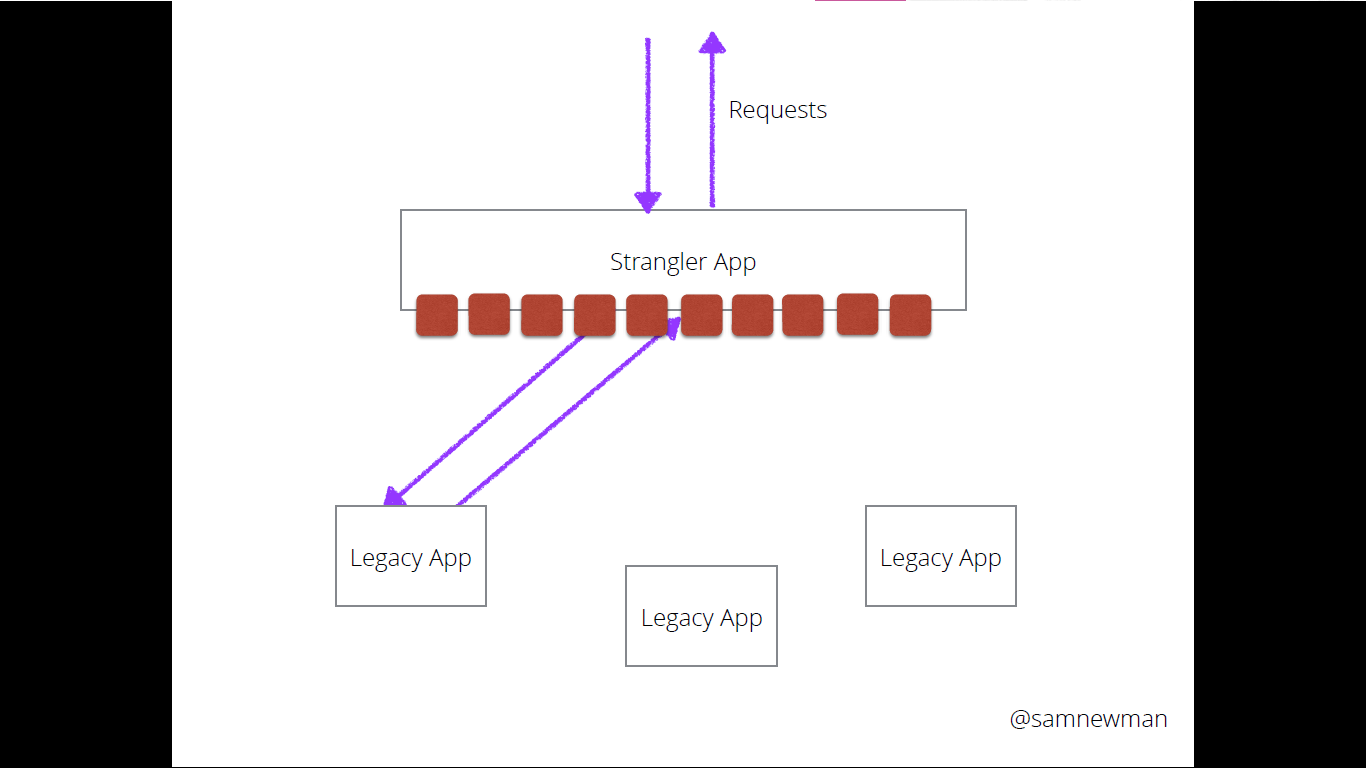 Requests
Strangler App
Legacy App
Legacy App
Legacy App
@samnewman